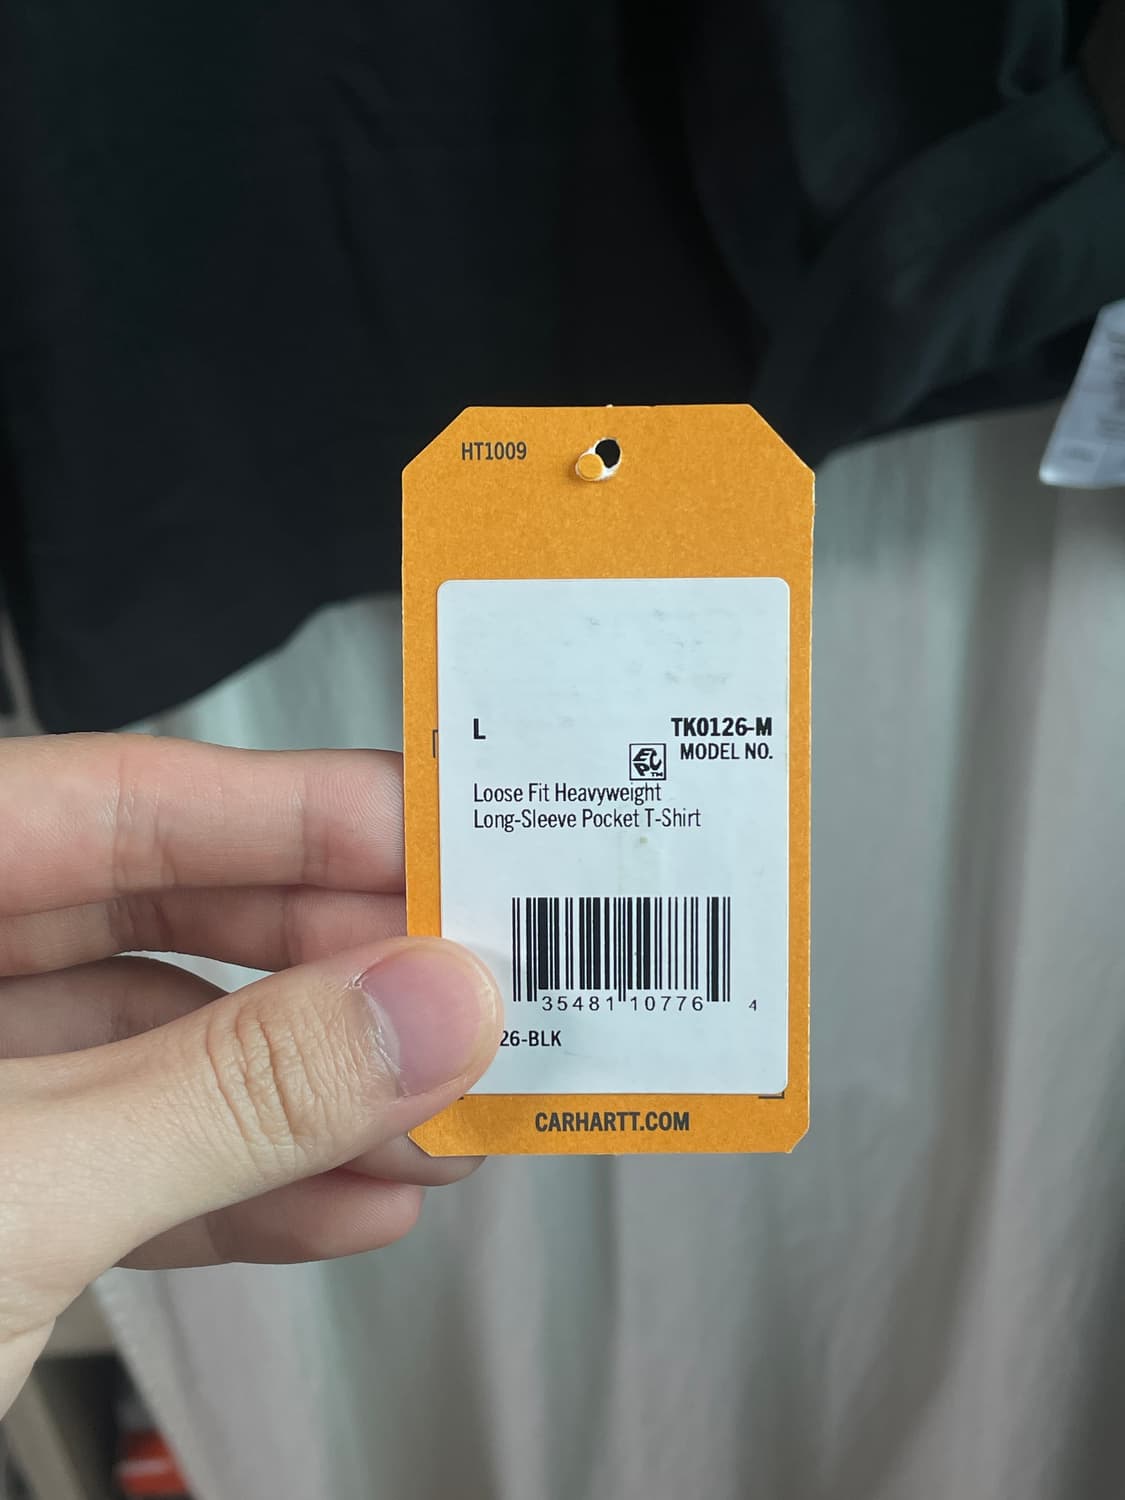 HT1009
L
TK0126-M
MODEL NO.
Loose Fit Heavyweight
Long-Sleeve Pocket T-Shirt
35481 10776 4
26-BLK
CARHARTT.COM